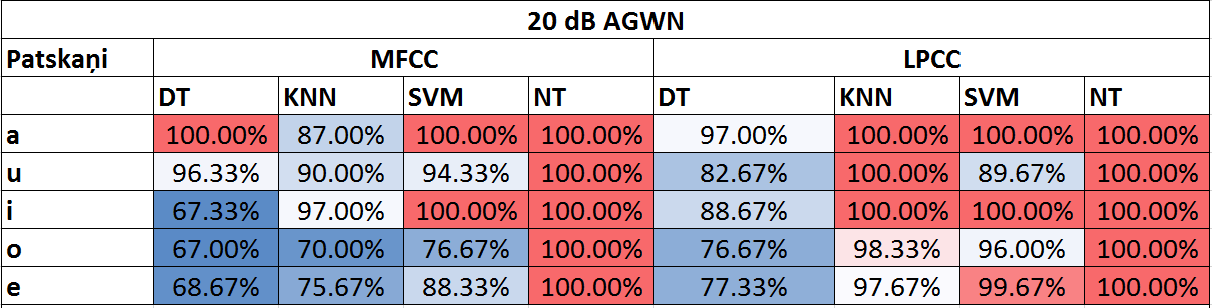 20 dB AGWN
Patskaņi MFCC LPCC
DT KNN SVM NT DT KNN SVM NT
a 100.00% 87.00% 100.00% 100.00% 97.00% 100.00% 100.00% 100.00%
u 96.33% 90.00% 94.33% 100.00% 82.67% 100.00% 89.67% 100.00%
i 67.33% 97.00% 100.00% 100.00% 88.67% 100.00% 100.00% 100.00%
o 67.00% 70.00% 76.67% 100.00% 76.67% 98.33% 96.00% 100.00%
e 68.67% 75.67% 88.33% 100.00% 77.33% 97.67% 99.67% 100.00%